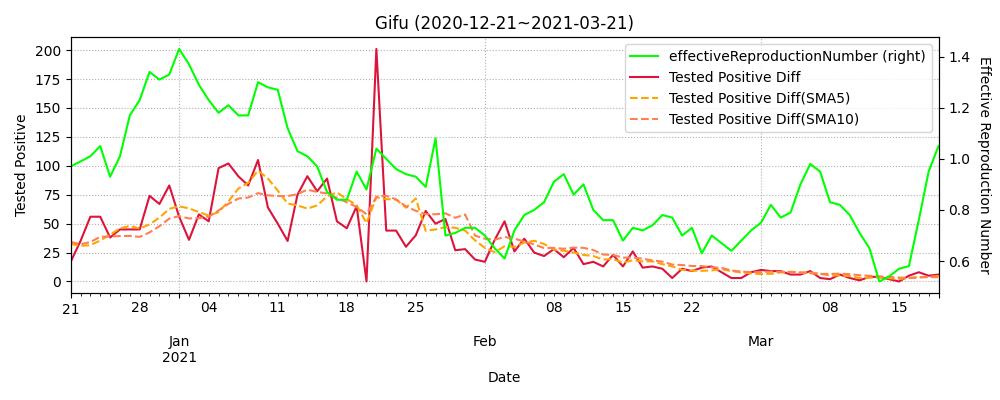 Gifu (2020-12-21~2021-03-21)
effectiveReproductionNumber (right)
Tested Positive Diff
Tested Positive Diff(SMA5)
Tested Positive Diff(SMA10)
Tested Positive
200
175
150
125
100
75
50
25
0
1.4
1.2
1.0
0.8
0.6
Effective Reproduction Number
21 28 04 11 18 25 08 15 22 08 15
Jan Feb Mar
2021
Date